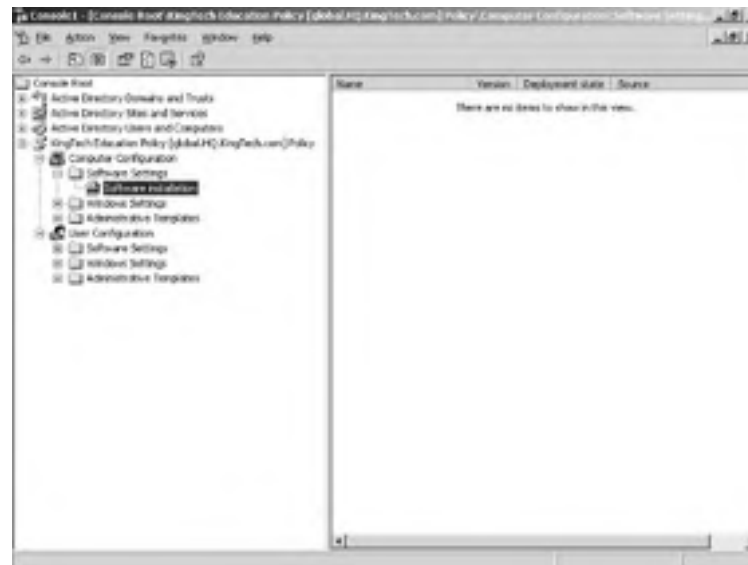 Console1 - [Console Root\KingTech Education Policy [global.HQ.KingTech.com] Policy\Computer Configuration\Software Setting...
File Action View Favorites Window Help
Console Root
Active Directory Domains and Trusts
Active Directory Sites and Services
Active Directory Users and Computers
KingTech Education Policy [global.HQ.KingTech.com] Policy
Computer Configuration
Software Settings
Software installation
Windows Settings
Administrative Templates
User Configuration
Software Settings
Windows Settings
Administrative Templates
Name Version Deployment state Source
There are no items to show in this view.